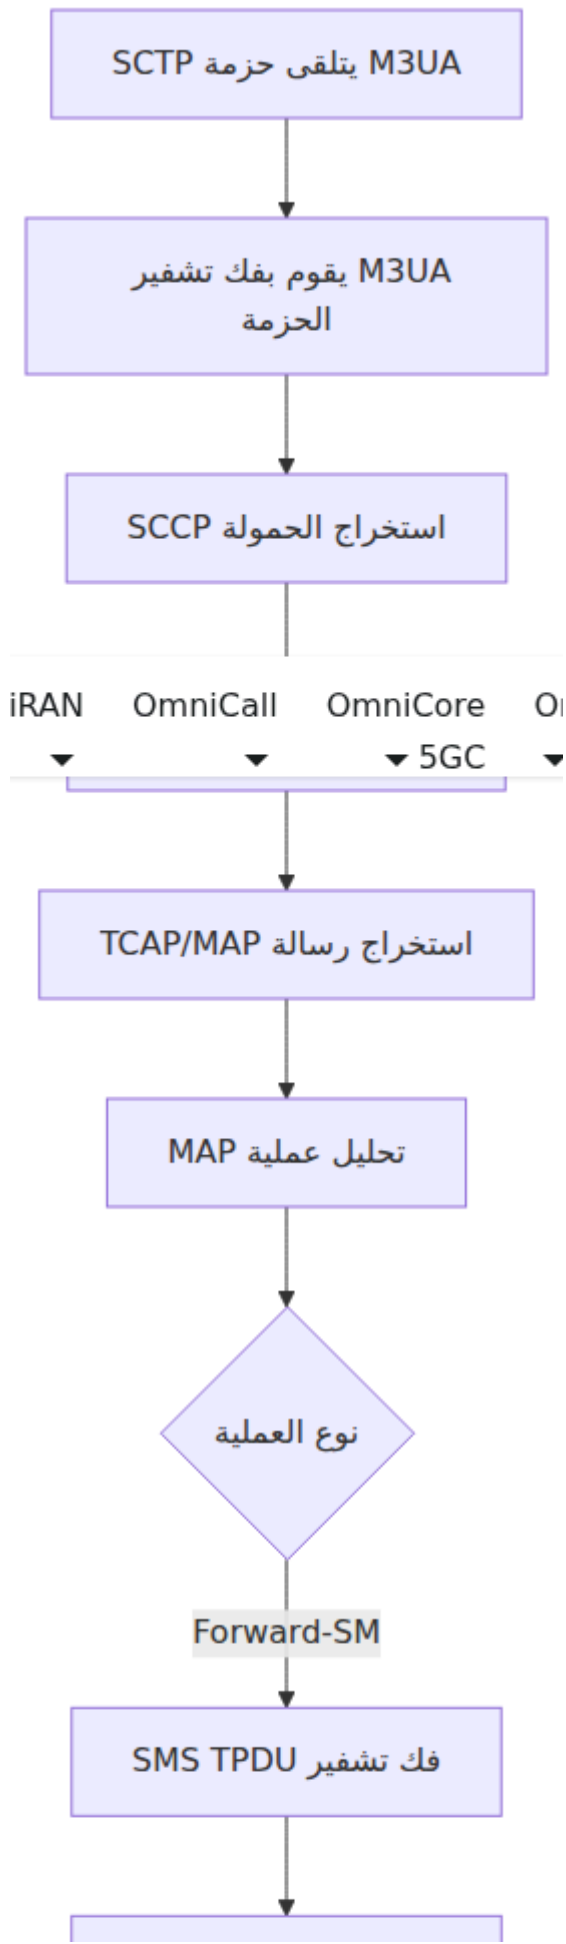 M3UA يتلقى حزمة SCTP
M3UA يقوم بفك تشفير
الحزمة
استخراج الحمولة SCCP
iRAN OmniCall OmniCore
5GC
استخراج رسالة TCAP/MAP
تحليل عملية MAP
نوع العملية
Forward-SM
فك تشفير SMS TPDU